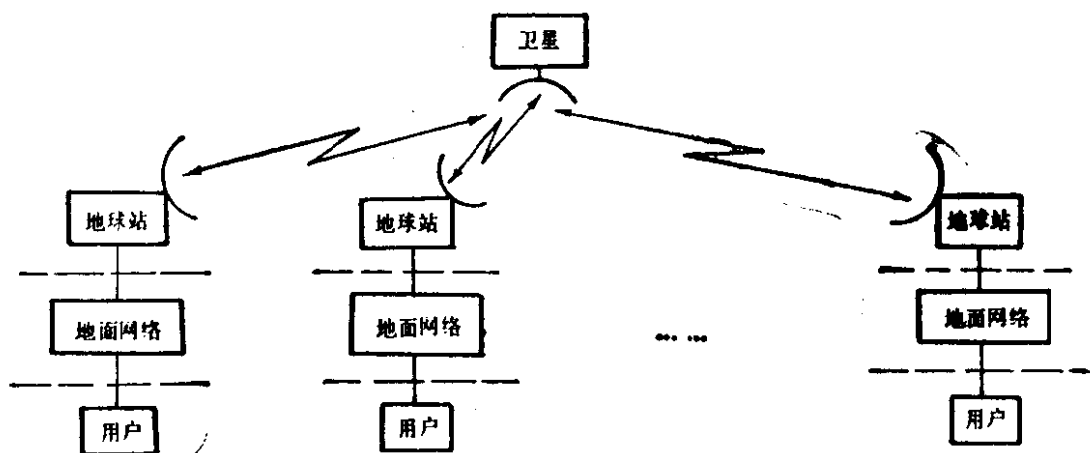 卫星
地球站 地球站 地球站
地面网络 地面网络 …… 地面网络
用户 用户 用户